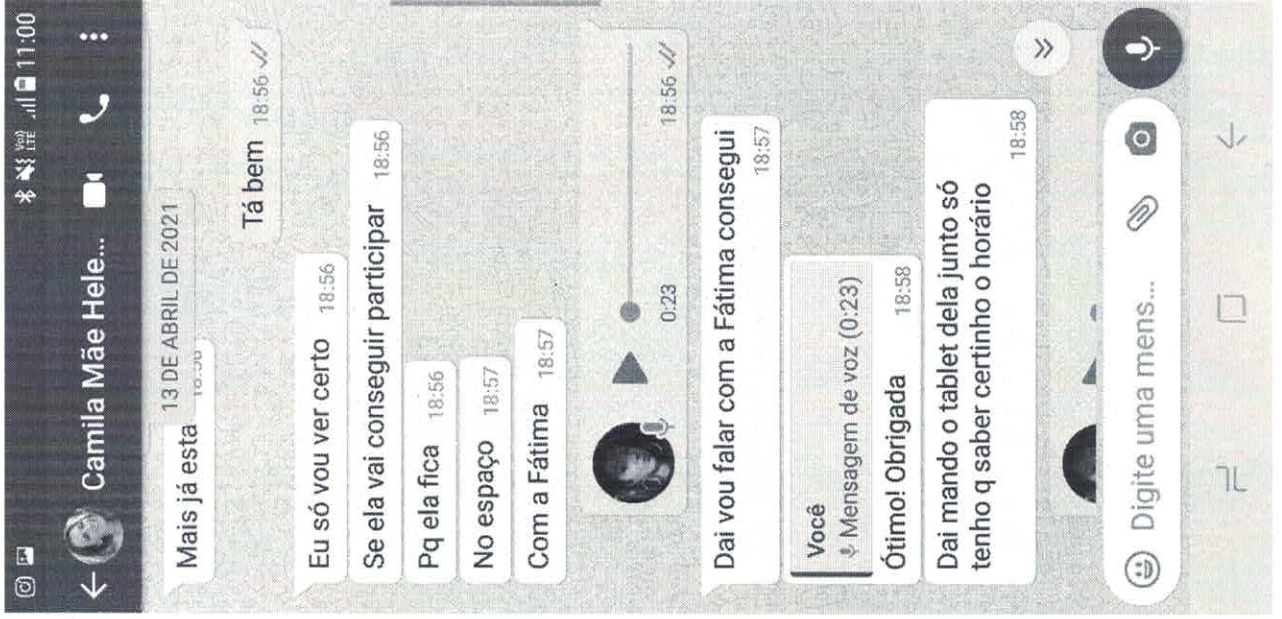 11:00
Camila Mãe Hele...
13 DE ABRIL DE 2021
Mais já esta
Tá bem 18:56
Eu só vou ver certo 18:56
Se ela vai conseguir participar 18:56
Pq ela fica 18:56
No espaço 18:57
Com a Fátima 18:57
0:23 18:56
Dai vou falar com a Fátima consegui
18:57
Você
Mensagem de voz (0:23)
Ótimo! Obrigada 18:58
Dai mando o tablet dela junto só
tenho q saber certinho o horário
18:58
Digite uma mens...